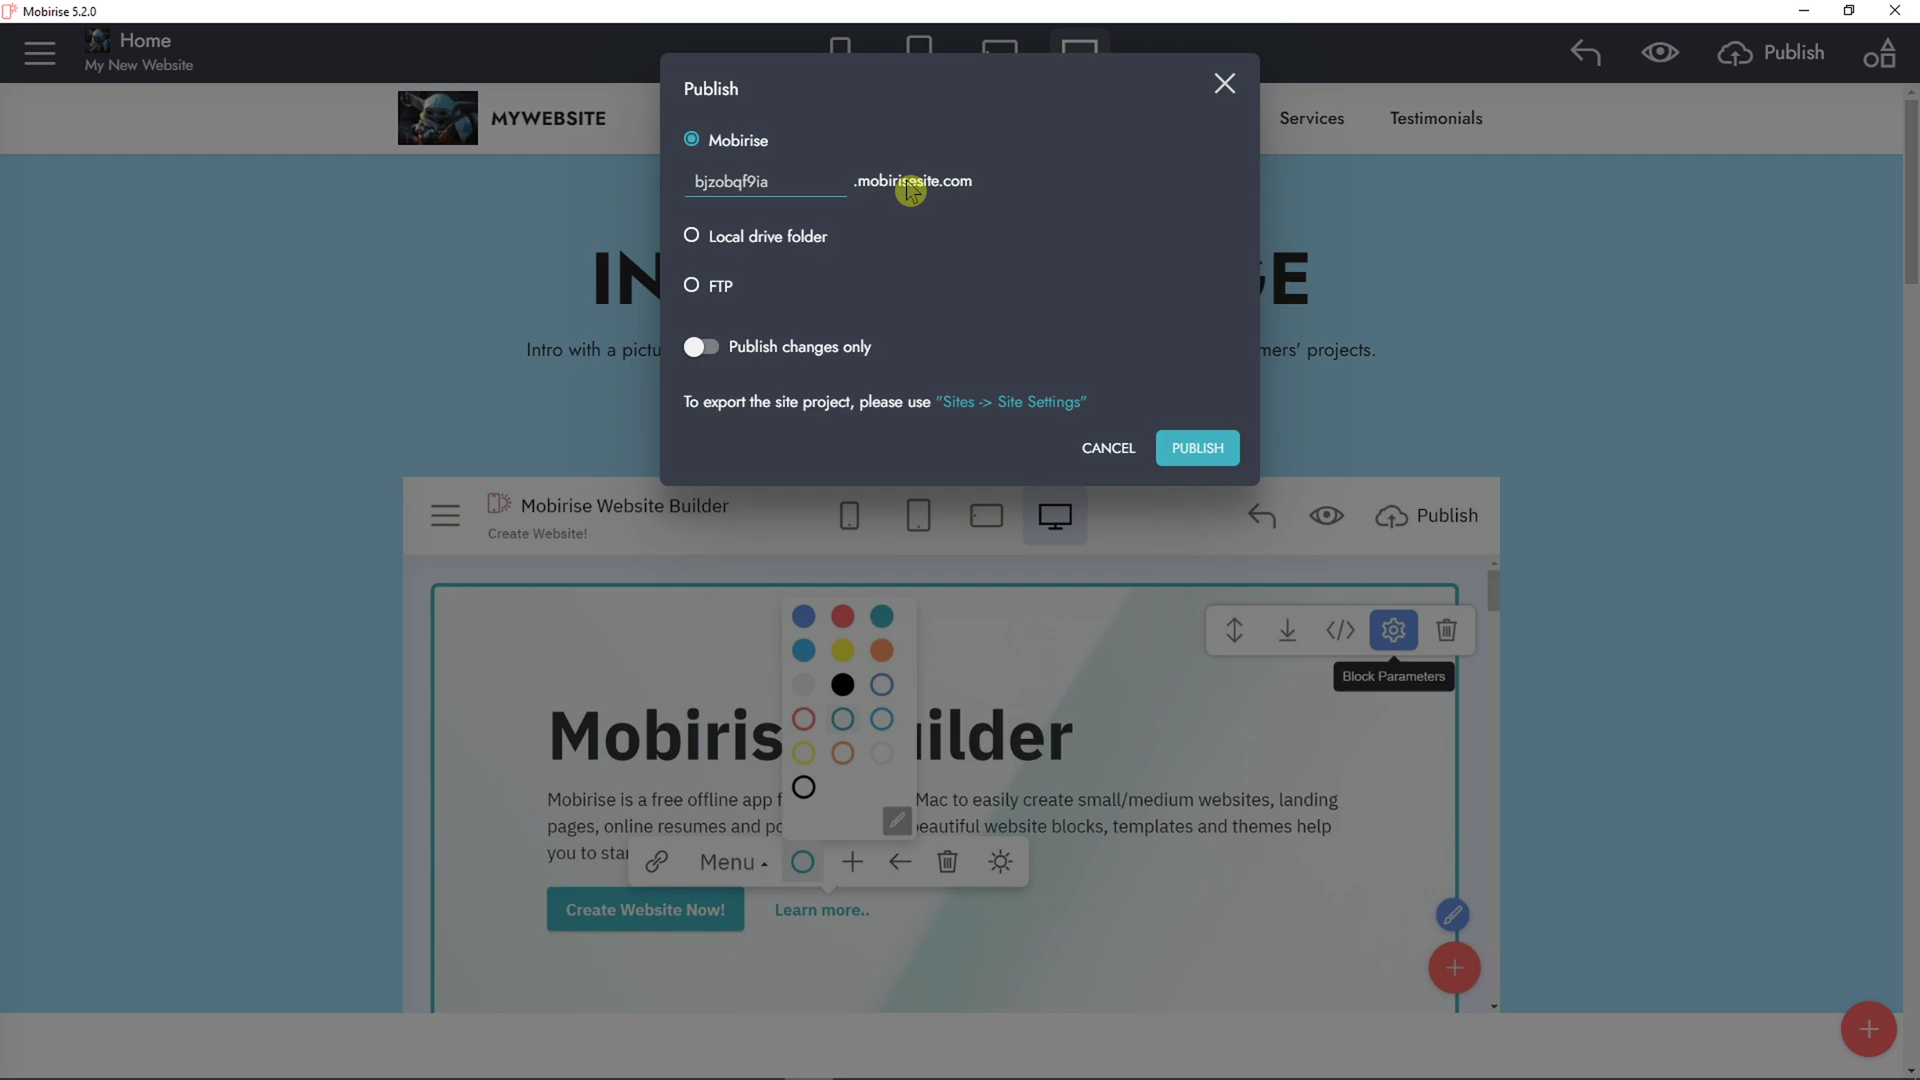 Mobirise 5.2.0
Home
My New Website
Publish
MYWEBSITE
Services
Testimonials
Publish
Mobirise
bjzobqf9ia
.mobirisesite.com
Local drive folder
FTP
Publish changes only
To export the site project, please use "Sites -> Site Settings"
CANCEL
PUBLISH
IN
GE
Intro with a pictu
mers' projects.
Mobirise Website Builder
Create Website!
Publish
Block Parameters
Mobiris ilder
Mobirise is a free offline app f Mac to easily create small/medium websites, landing
pages, online resumes and po eautiful website blocks, templates and themes help
you to star
Menu
Create Website Now!
Learn more..